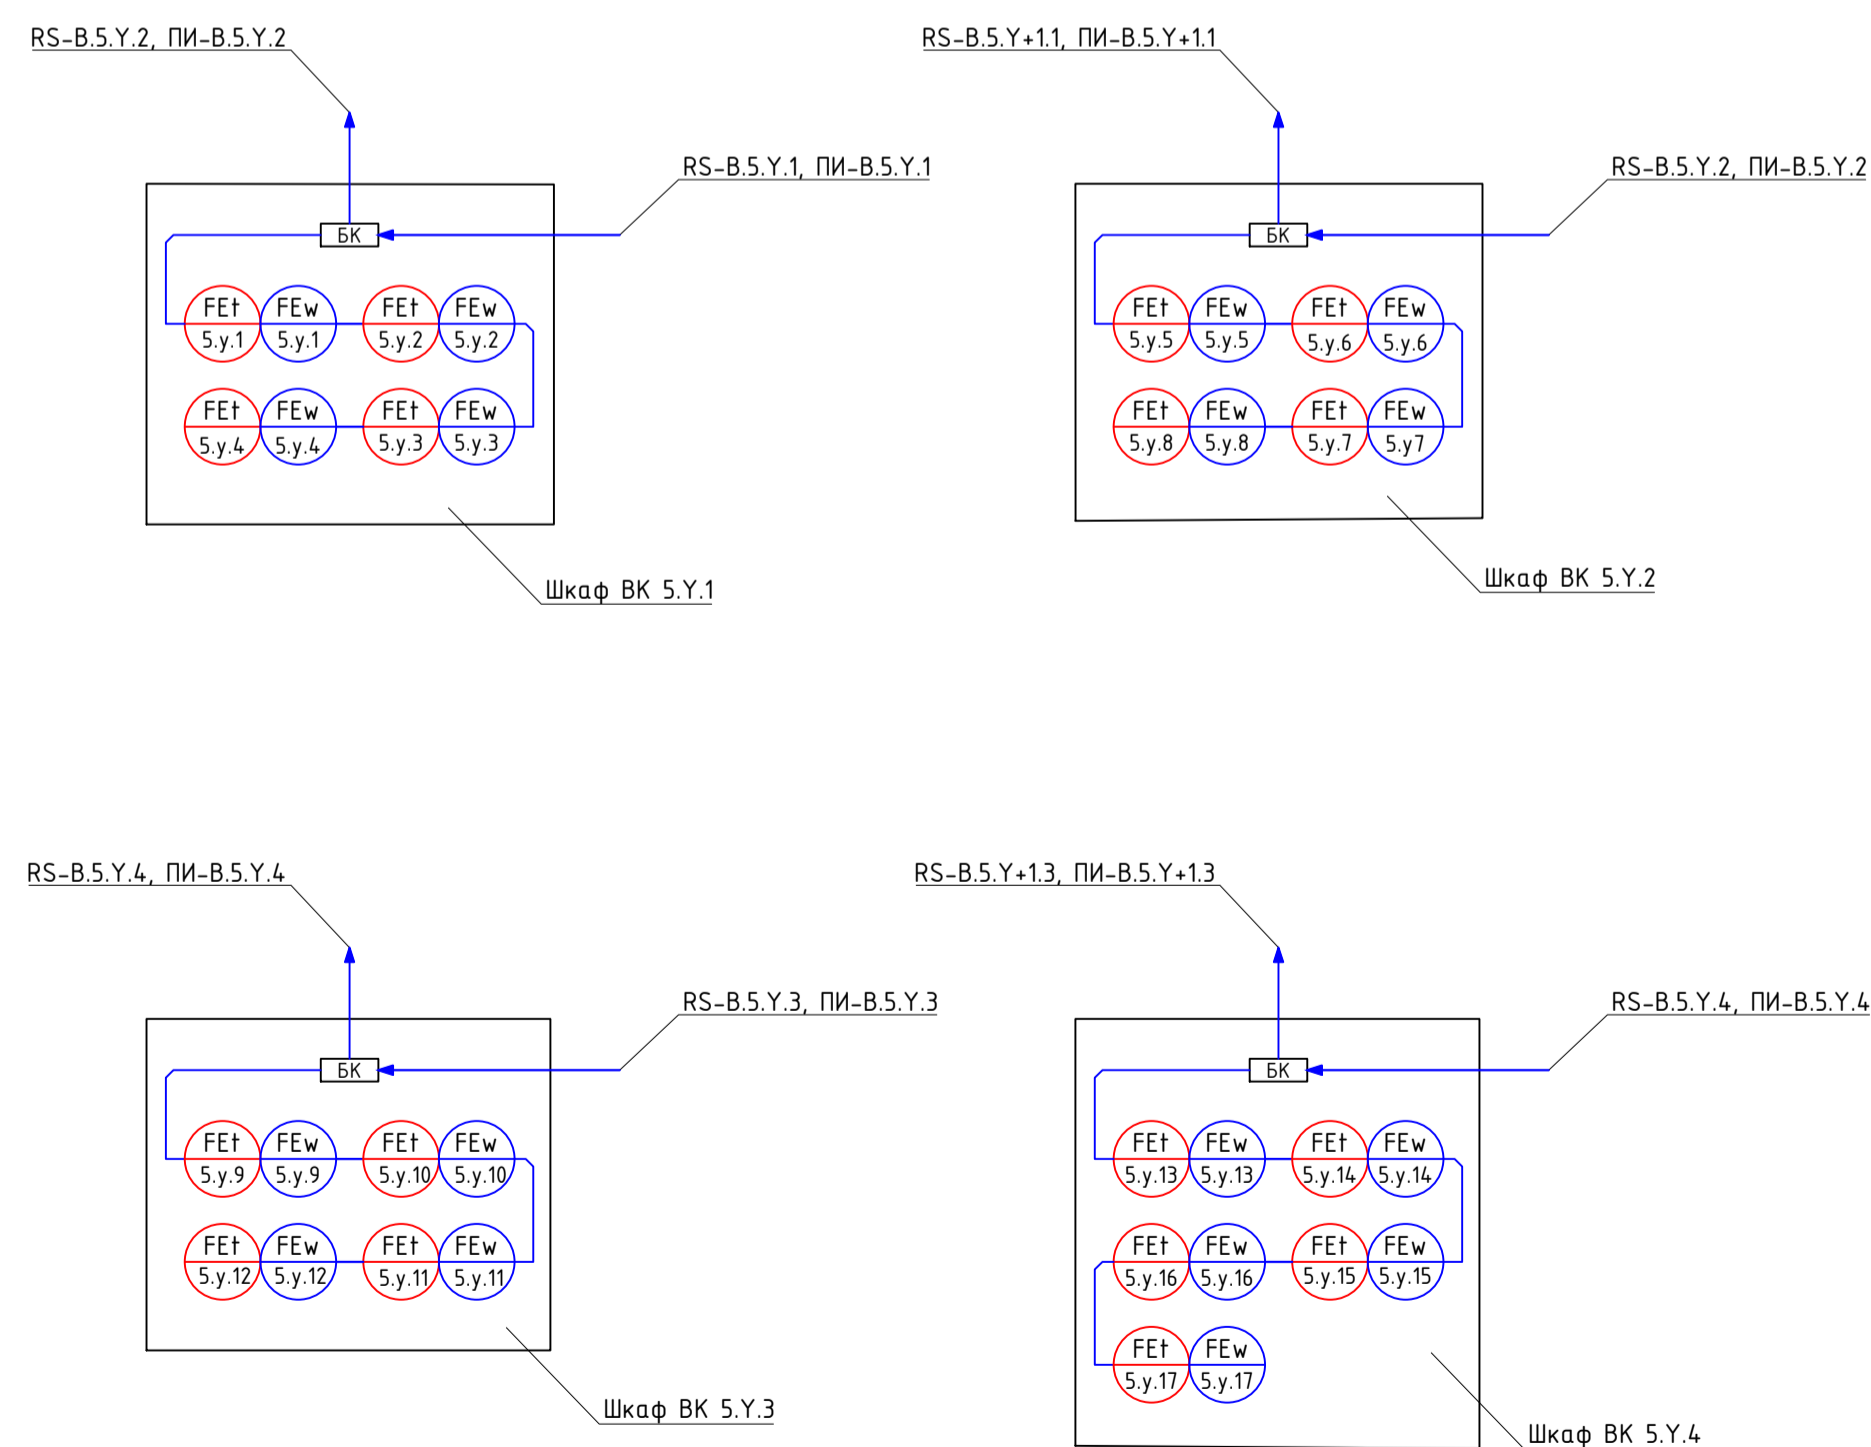 RS-В.5.Y.2, ПИ-В.5.Y.2
RS-В.5.Y.1, ПИ-В.5.Y.1
БК
FEt FEw FEt FEw
5.y.1 5.y.1 5.y.2 5.y.2
FEt FEw FEt FEw
5.y.4 5.y.4 5.y.3 5.y.3
Шкаф ВК 5.Y.1
RS-В.5.Y+1.1, ПИ-В.5.Y+1.1
RS-В.5.Y.2, ПИ-В.5.Y.2
БК
FEt FEw FEt FEw
5.y.5 5.y.5 5.y.6 5.y.6
FEt FEw FEt FEw
5.y.8 5.y.8 5.y.7 5.y7
Шкаф ВК 5.Y.2
RS-В.5.Y.4, ПИ-В.5.Y.4
RS-В.5.Y.3, ПИ-В.5.Y.3
БК
FEt FEw FEt FEw
5.y.9 5.y.9 5.y.10 5.y.10
FEt FEw FEt FEw
5.y.12 5.y.12 5.y.11 5.y.11
Шкаф ВК 5.Y.3
RS-В.5.Y+1.3, ПИ-В.5.Y+1.3
RS-В.5.Y.4, ПИ-В.5.Y.4
БК
FEt FEw FEt FEw
5.y.13 5.y.13 5.y.14 5.y.14
FEt FEw FEt FEw
5.y.16 5.y.16 5.y.15 5.y.15
FEt FEw
5.y.17 5.y.17
Шкаф ВК 5.Y.4